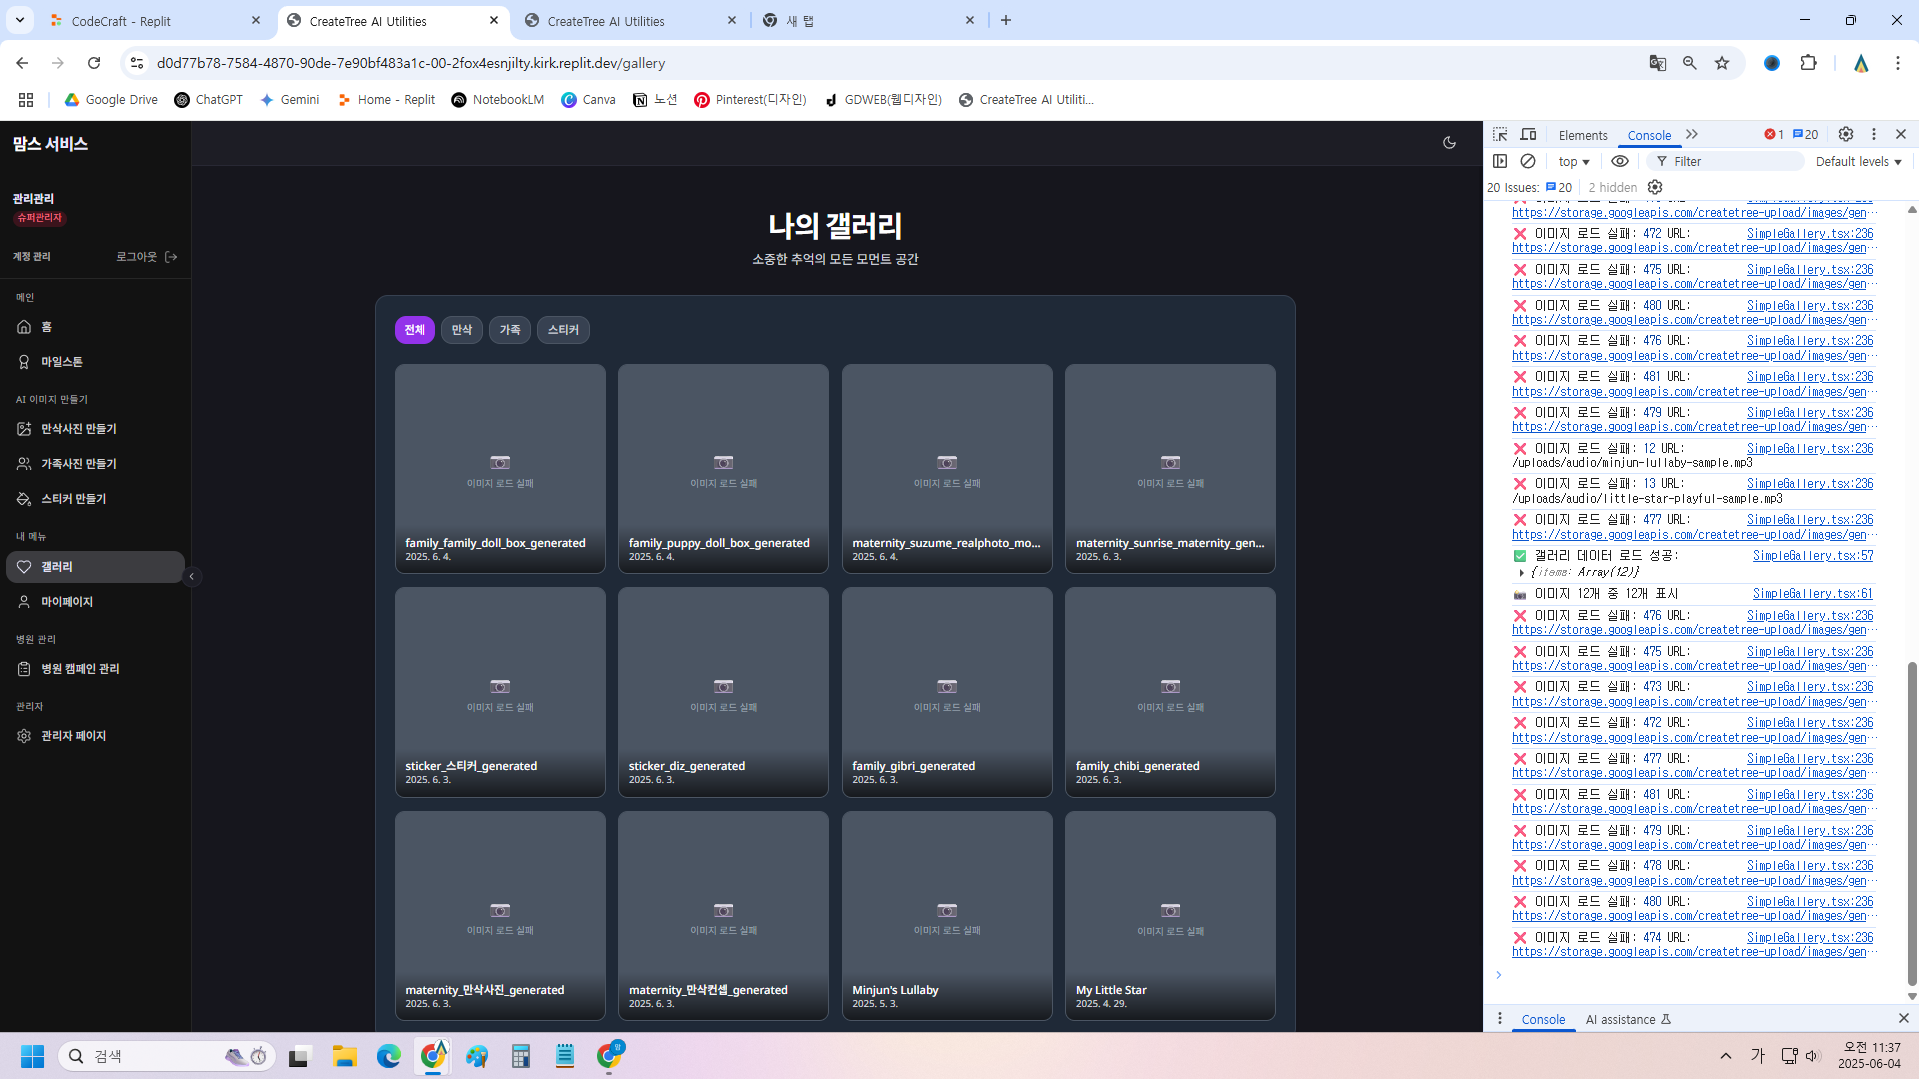 CodeCraft - Replit
CreateTree AI Utilities
CreateTree AI Utilities
새 탭
d0d77b78-7584-4870-90de-7e90bf483a1c-00-2fox4esnjilty.kirk.replit.dev/gallery
Google Drive
ChatGPT
Gemini
Home - Replit
NotebookLM
Canva
노션
Pinterest(디자인)
GDWEB(웹디자인)
CreateTree AI Utiliti...
맘스 서비스
관리관리
슈퍼관리자
계정 관리
로그아웃
메인
홈
마일스톤
AI 이미지 만들기
만삭사진 만들기
가족사진 만들기
스티커 만들기
내 메뉴
갤러리
마이페이지
병원 관리
병원 캠페인 관리
관리자
관리자 페이지
나의 갤러리
소중한 추억의 모든 모먼트 공간
전체
만삭
가족
스티커
이미지 로드 실패
이미지 로드 실패
이미지 로드 실패
이미지 로드 실패
family_family_doll_box_generated
2025. 6. 4.
family_puppy_doll_box_generated
2025. 6. 4.
maternity_suzume_realphoto_mo...
2025. 6. 4.
maternity_sunrise_maternity_gen...
2025. 6. 3.
이미지 로드 실패
이미지 로드 실패
이미지 로드 실패
이미지 로드 실패
sticker_스티커_generated
2025. 6. 3.
sticker_diz_generated
2025. 6. 3.
family_gibri_generated
2025. 6. 3.
family_chibi_generated
2025. 6. 3.
이미지 로드 실패
이미지 로드 실패
이미지 로드 실패
이미지 로드 실패
maternity_만삭사진_generated
2025. 6. 3.
maternity_만삭컨셉_generated
2025. 6. 3.
Minjun's Lullaby
2025. 5. 3.
My Little Star
2025. 4. 29.
Elements
Console
1
20
top
Filter
Default levels
20 Issues: 20
2 hidden
https://storage.googleapis.com/createtree-upload/images/gen…
이미지 로드 실패: 472 URL: SimpleGallery.tsx:236
https://storage.googleapis.com/createtree-upload/images/gen…
이미지 로드 실패: 475 URL: SimpleGallery.tsx:236
https://storage.googleapis.com/createtree-upload/images/gen…
이미지 로드 실패: 480 URL: SimpleGallery.tsx:236
https://storage.googleapis.com/createtree-upload/images/gen…
이미지 로드 실패: 476 URL: SimpleGallery.tsx:236
https://storage.googleapis.com/createtree-upload/images/gen…
이미지 로드 실패: 481 URL: SimpleGallery.tsx:236
https://storage.googleapis.com/createtree-upload/images/gen…
이미지 로드 실패: 479 URL: SimpleGallery.tsx:236
https://storage.googleapis.com/createtree-upload/images/gen…
이미지 로드 실패: 12 URL: SimpleGallery.tsx:236
/uploads/audio/minjun-lullaby-sample.mp3
이미지 로드 실패: 13 URL: SimpleGallery.tsx:236
/uploads/audio/little-star-playful-sample.mp3
이미지 로드 실패: 477 URL: SimpleGallery.tsx:236
https://storage.googleapis.com/createtree-upload/images/gen…
갤러리 데이터 로드 성공: SimpleGallery.tsx:57
{items: Array(12)}
이미지 12개 중 12개 표시 SimpleGallery.tsx:61
이미지 로드 실패: 476 URL: SimpleGallery.tsx:236
https://storage.googleapis.com/createtree-upload/images/gen…
이미지 로드 실패: 475 URL: SimpleGallery.tsx:236
https://storage.googleapis.com/createtree-upload/images/gen…
이미지 로드 실패: 473 URL: SimpleGallery.tsx:236
https://storage.googleapis.com/createtree-upload/images/gen…
이미지 로드 실패: 472 URL: SimpleGallery.tsx:236
https://storage.googleapis.com/createtree-upload/images/gen…
이미지 로드 실패: 477 URL: SimpleGallery.tsx:236
https://storage.googleapis.com/createtree-upload/images/gen…
이미지 로드 실패: 481 URL: SimpleGallery.tsx:236
https://storage.googleapis.com/createtree-upload/images/gen…
이미지 로드 실패: 479 URL: SimpleGallery.tsx:236
https://storage.googleapis.com/createtree-upload/images/gen…
이미지 로드 실패: 478 URL: SimpleGallery.tsx:236
https://storage.googleapis.com/createtree-upload/images/gen…
이미지 로드 실패: 480 URL: SimpleGallery.tsx:236
https://storage.googleapis.com/createtree-upload/images/gen…
이미지 로드 실패: 474 URL: SimpleGallery.tsx:236
https://storage.googleapis.com/createtree-upload/images/gen…
Console
AI assistance
검색
맘
가
오전 11:37
2025-06-04